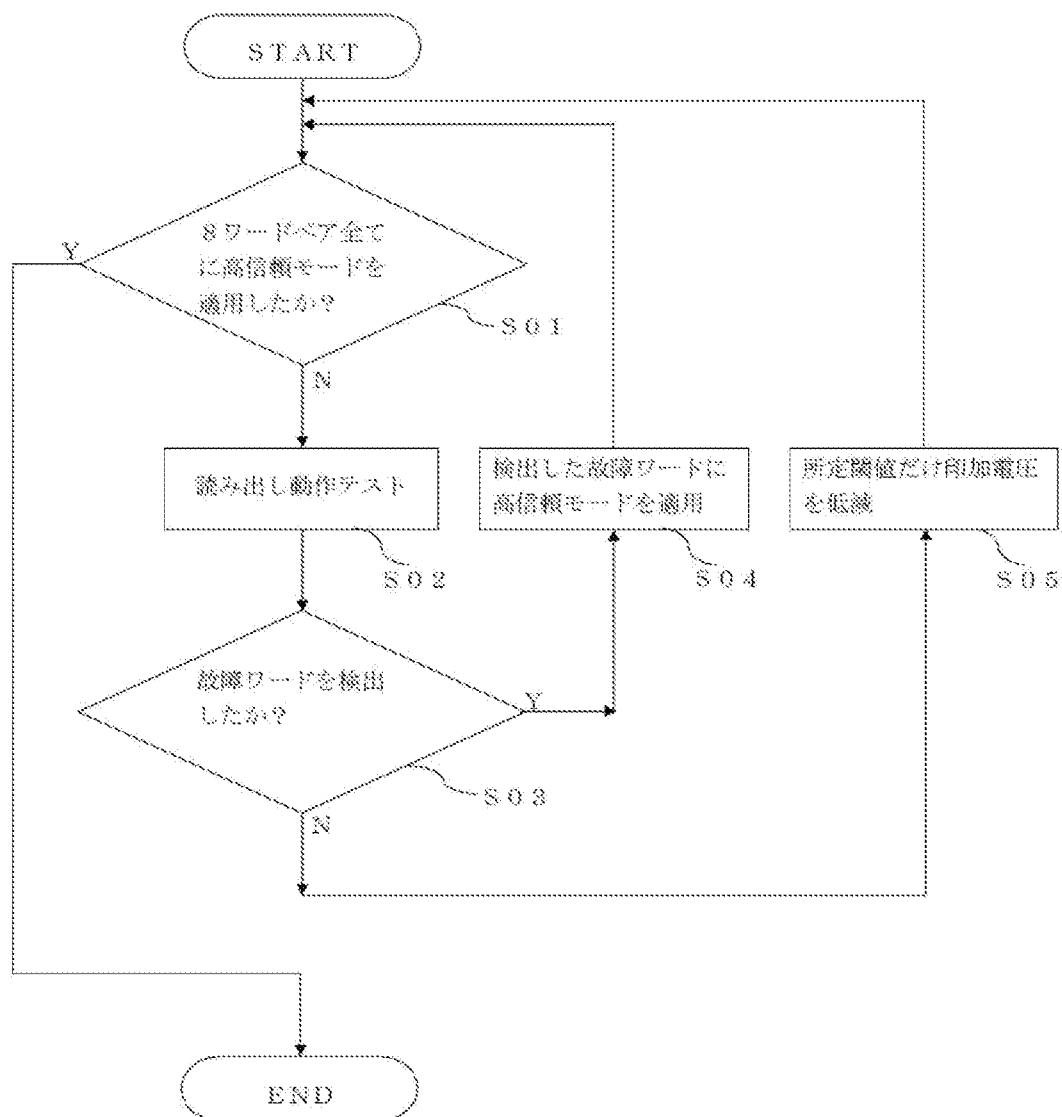 START
8ワードペア全て
に高信頼モードを
適用したか?
Y
S01
N
読み出し動作テスト
S02
検出した故障ワードに
高信頼モードを適用
S04
所定閾値だけ印加電圧
を低減
S05
故障ワードを検出
したか?
Y
S03
N
END